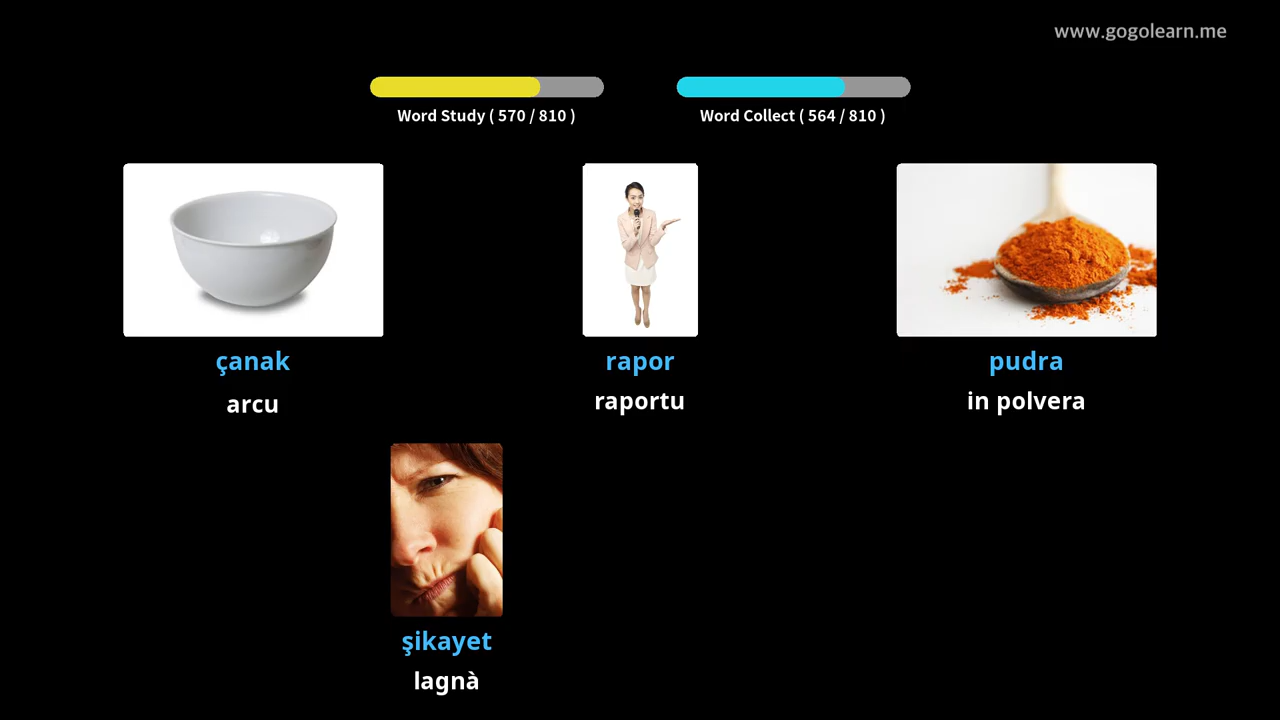 www.gogolearn.me
Word Study ( 570 / 810 )
Word Collect ( 564 / 810 )
çanak
arcu
rapor
raportu
pudra
in polvera
şikayet
lagnà